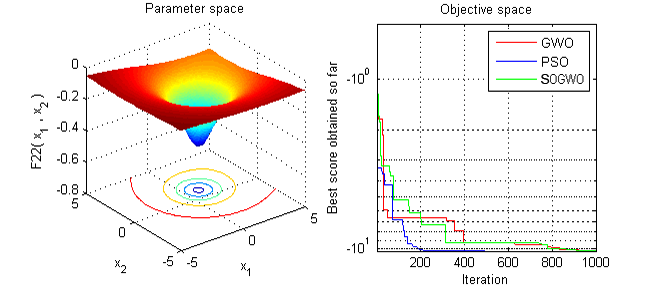 Parameter space
F22( x1 , x2 )
0
-0.2
-0.4
-0.6
-0.8
5
0
-5
x2
-5
0
5
x1
Objective space
Best score obtained so far
-10^0
-10^1
GWO
PSO
SOGWO
200
400
600
800
1000
Iteration